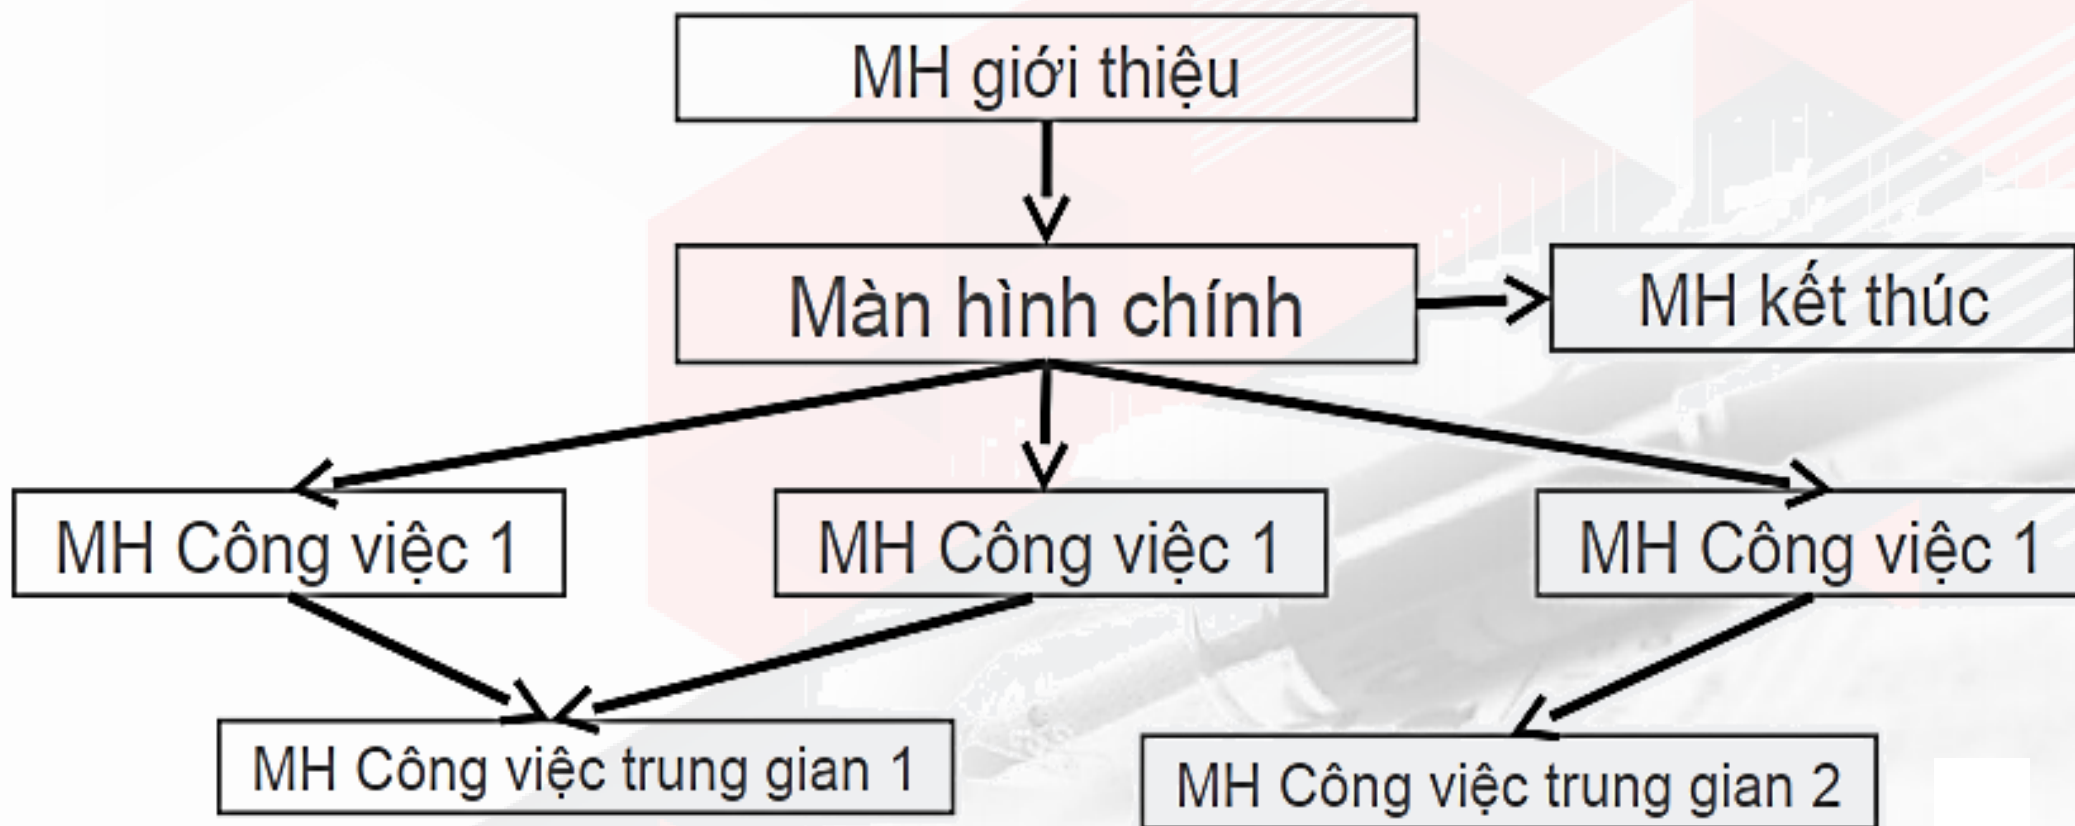 MH giới thiệu
Màn hình chính
MH kết thúc
MH Công việc 1
MH Công việc 1
MH Công việc 1
MH Công việc trung gian 1
MH Công việc trung gian 2